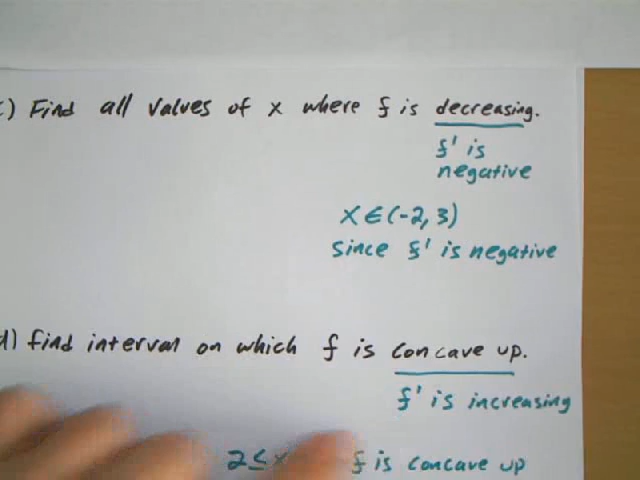 c) Find all values of x where f is decreasing.
f' is
negative
x∈(-2, 3)
since f' is negative
d) find interval on which f is concave up.
f' is increasing
2≤x f is concave up